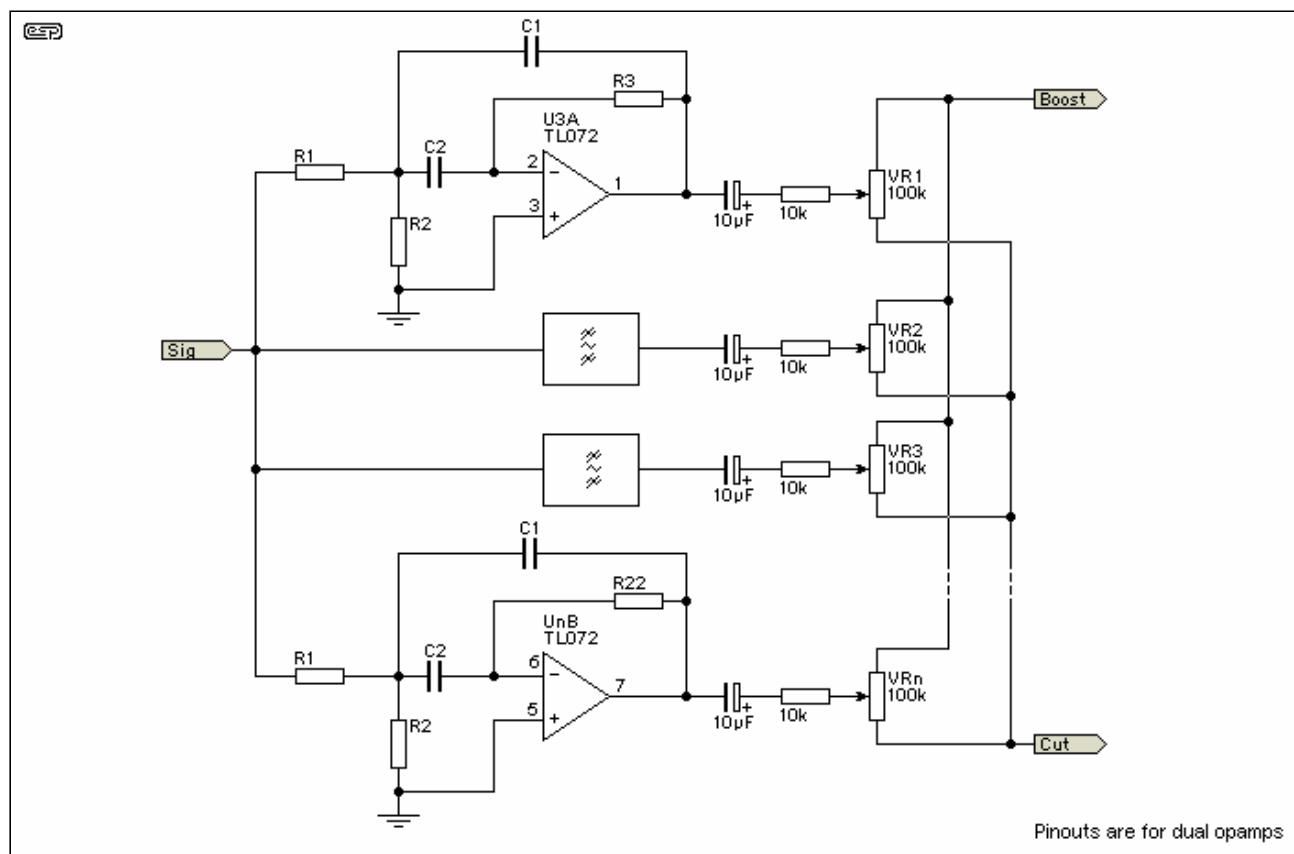 esp
C1
R3
Boost
U3A
TL072
R1
C2
2
1
3
VR1
100k
R2
10µF
10k
Sig
VR2
100k
10µF
10k
VR3
100k
10µF
10k
C1
R22
UnB
TL072
R1
C2
6
7
5
VRn
100k
R2
10µF
10k
Cut
Pinouts are for dual opamps